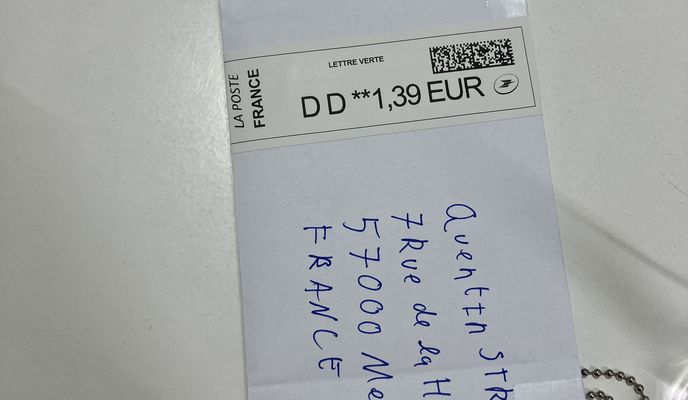 LA POSTE
FRANCE
LETTRE VERTE
DD **1,39 EUR
Quentin STR
7 Rue de la H
57000 Me
FRANCE